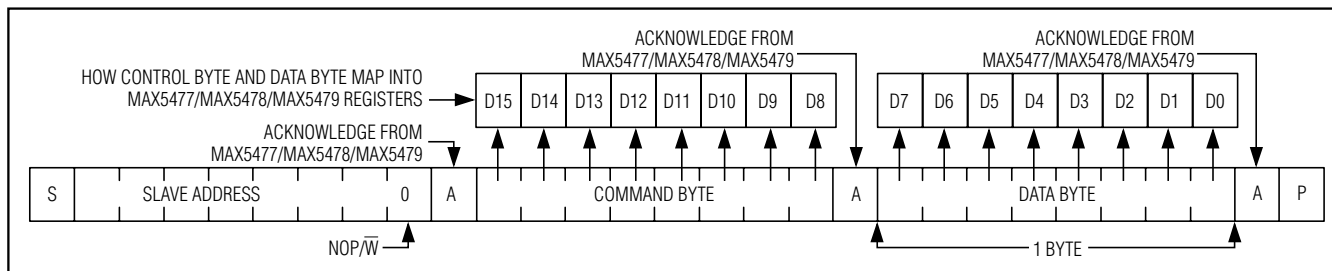 ACKNOWLEDGE FROM
MAX5477/MAX5478/MAX5479
ACKNOWLEDGE FROM
MAX5477/MAX5478/MAX5479
HOW CONTROL BYTE AND DATA BYTE MAP INTO
MAX5477/MAX5478/MAX5479 REGISTERS
D15 D14 D13 D12 D11 D10 D9 D8
D7 D6 D5 D4 D3 D2 D1 D0
ACKNOWLEDGE FROM
MAX5477/MAX5478/MAX5479
S SLAVE ADDRESS 0 A COMMAND BYTE A DATA BYTE A P
NOP/W̅
1 BYTE